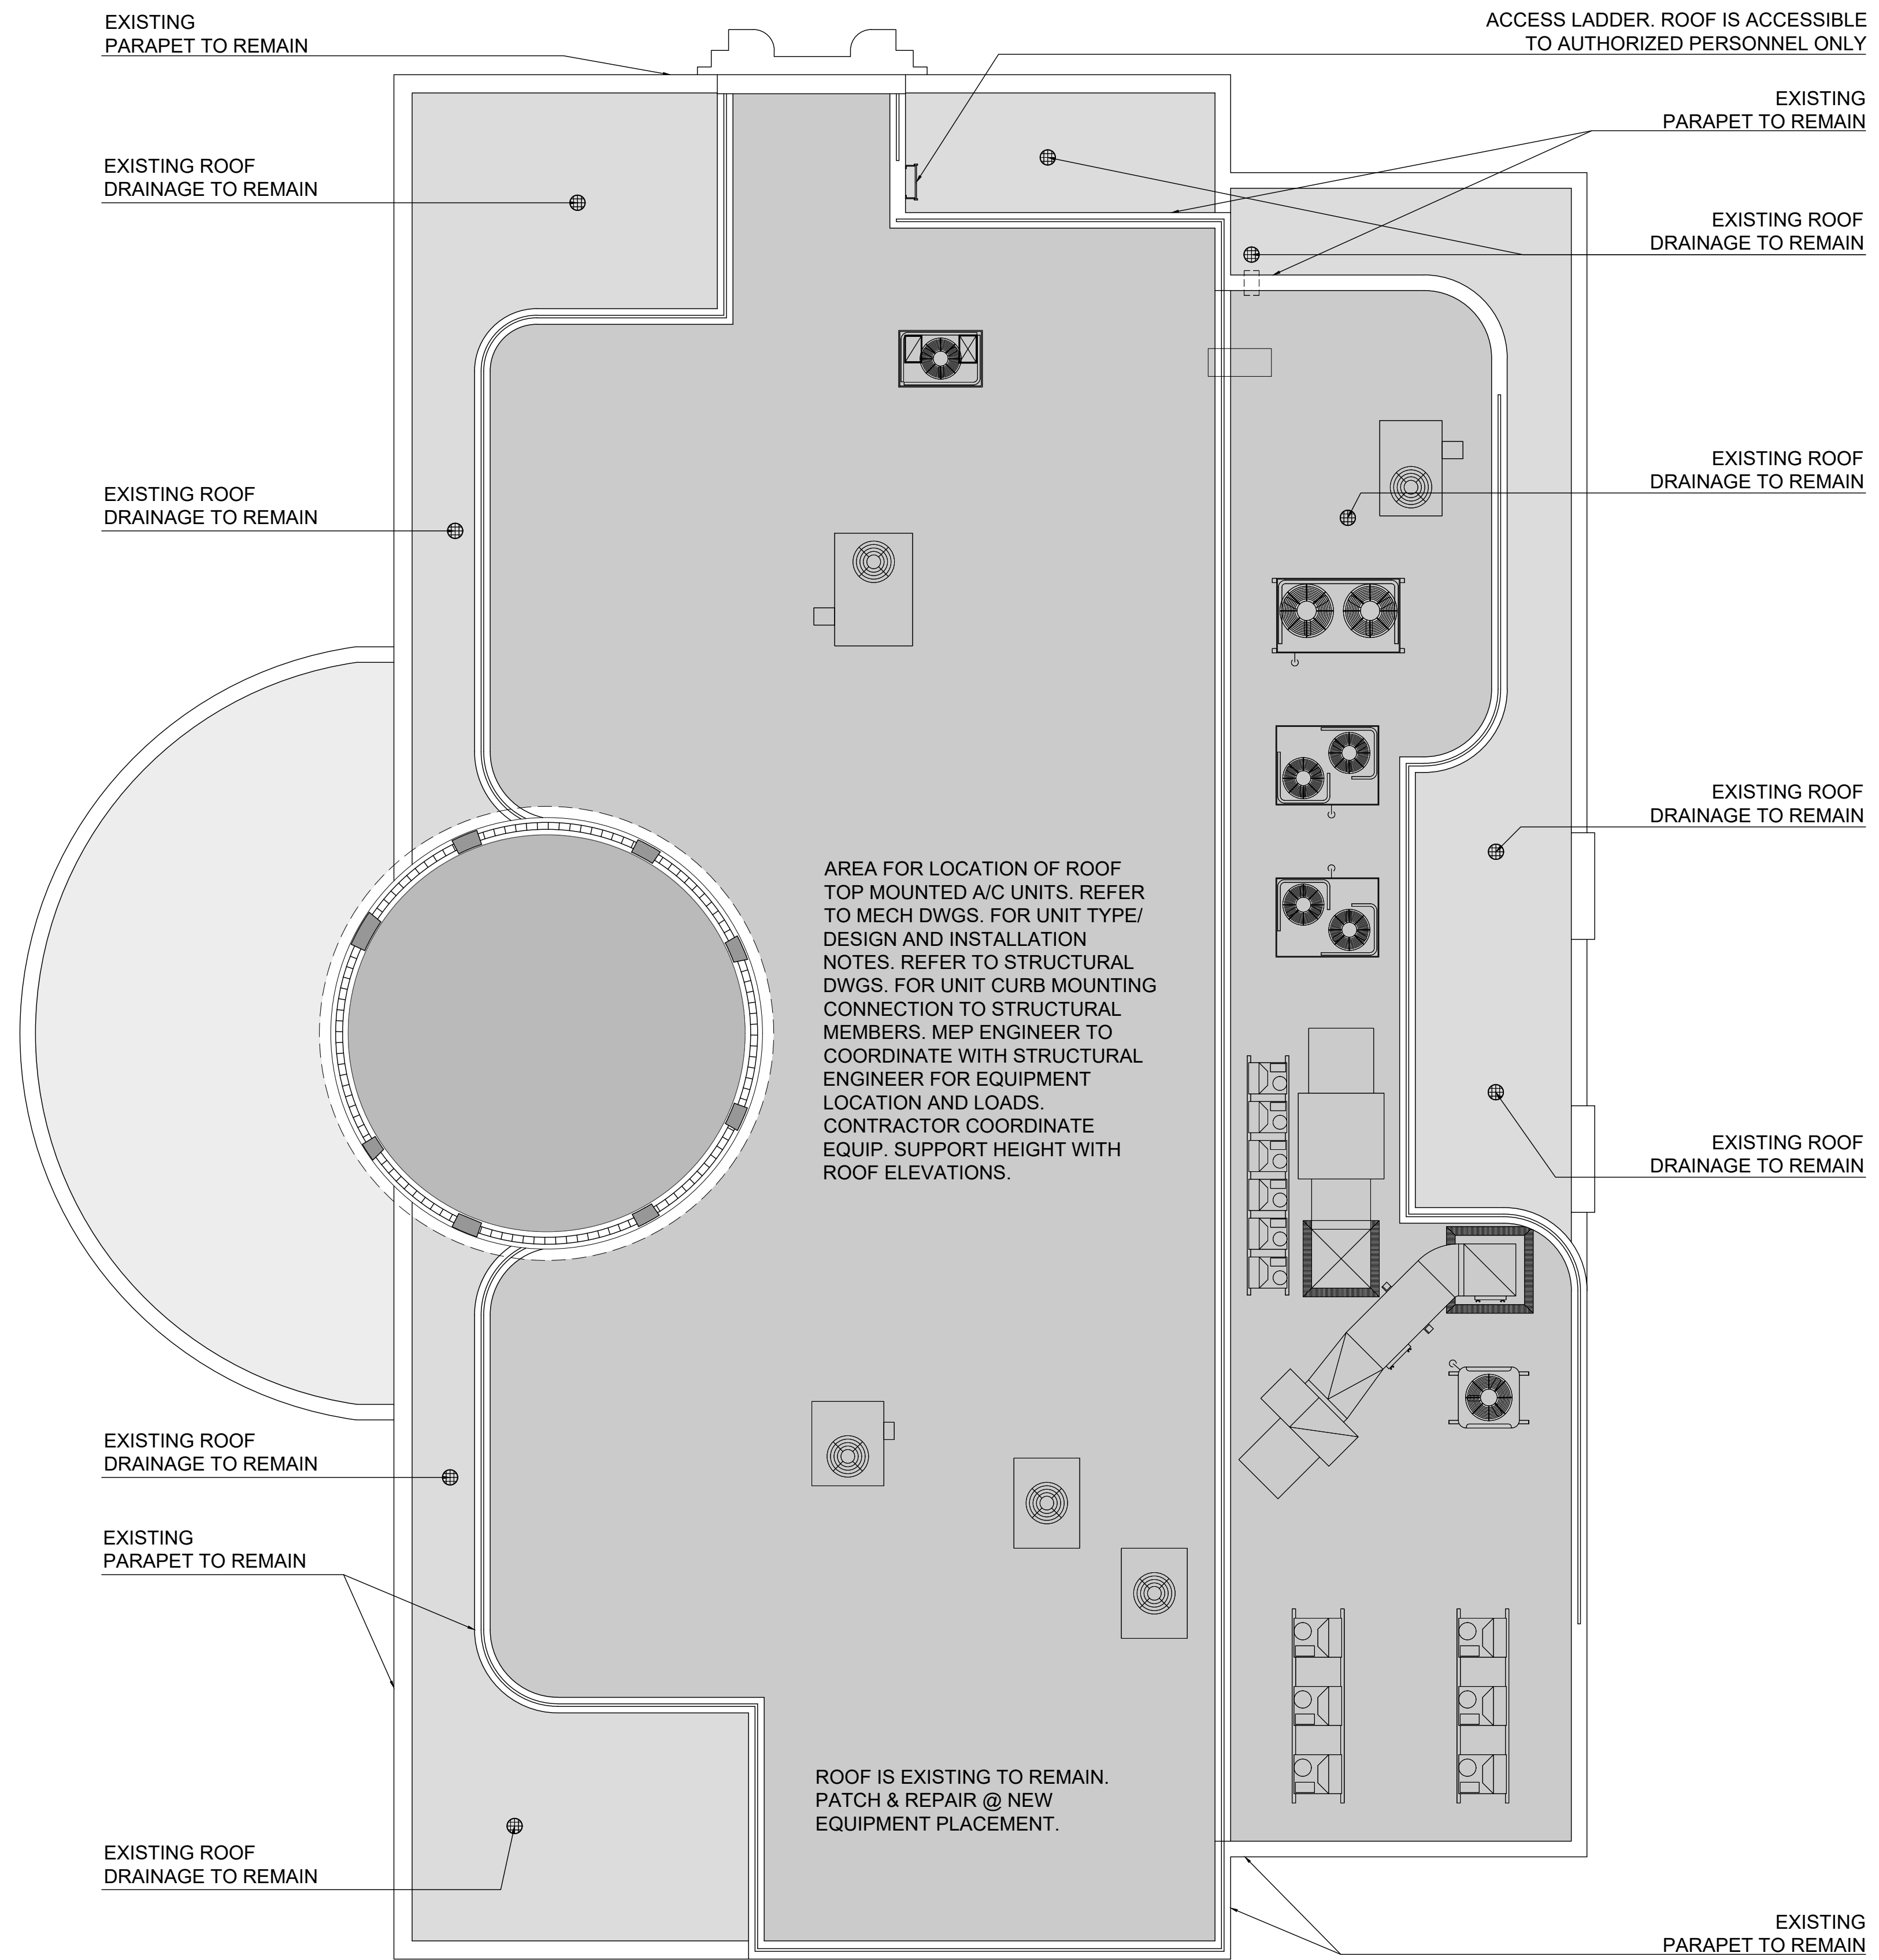 EXISTING
PARAPET TO REMAIN
ACCESS LADDER. ROOF IS ACCESSIBLE
TO AUTHORIZED PERSONNEL ONLY
EXISTING
PARAPET TO REMAIN
EXISTING ROOF
DRAINAGE TO REMAIN
EXISTING ROOF
DRAINAGE TO REMAIN
EXISTING ROOF
DRAINAGE TO REMAIN
EXISTING ROOF
DRAINAGE TO REMAIN
EXISTING ROOF
DRAINAGE TO REMAIN
AREA FOR LOCATION OF ROOF
TOP MOUNTED A/C UNITS. REFER
TO MECH DWGS. FOR UNIT TYPE/
DESIGN AND INSTALLATION
NOTES. REFER TO STRUCTURAL
DWGS. FOR UNIT CURB MOUNTING
CONNECTION TO STRUCTURAL
MEMBERS. MEP ENGINEER TO
COORDINATE WITH STRUCTURAL
ENGINEER FOR EQUIPMENT
LOCATION AND LOADS.
CONTRACTOR COORDINATE
EQUIP. SUPPORT HEIGHT WITH
ROOF ELEVATIONS.
EXISTING ROOF
DRAINAGE TO REMAIN
EXISTING ROOF
DRAINAGE TO REMAIN
EXISTING
PARAPET TO REMAIN
ROOF IS EXISTING TO REMAIN.
PATCH & REPAIR @ NEW
EQUIPMENT PLACEMENT.
EXISTING ROOF
DRAINAGE TO REMAIN
EXISTING
PARAPET TO REMAIN